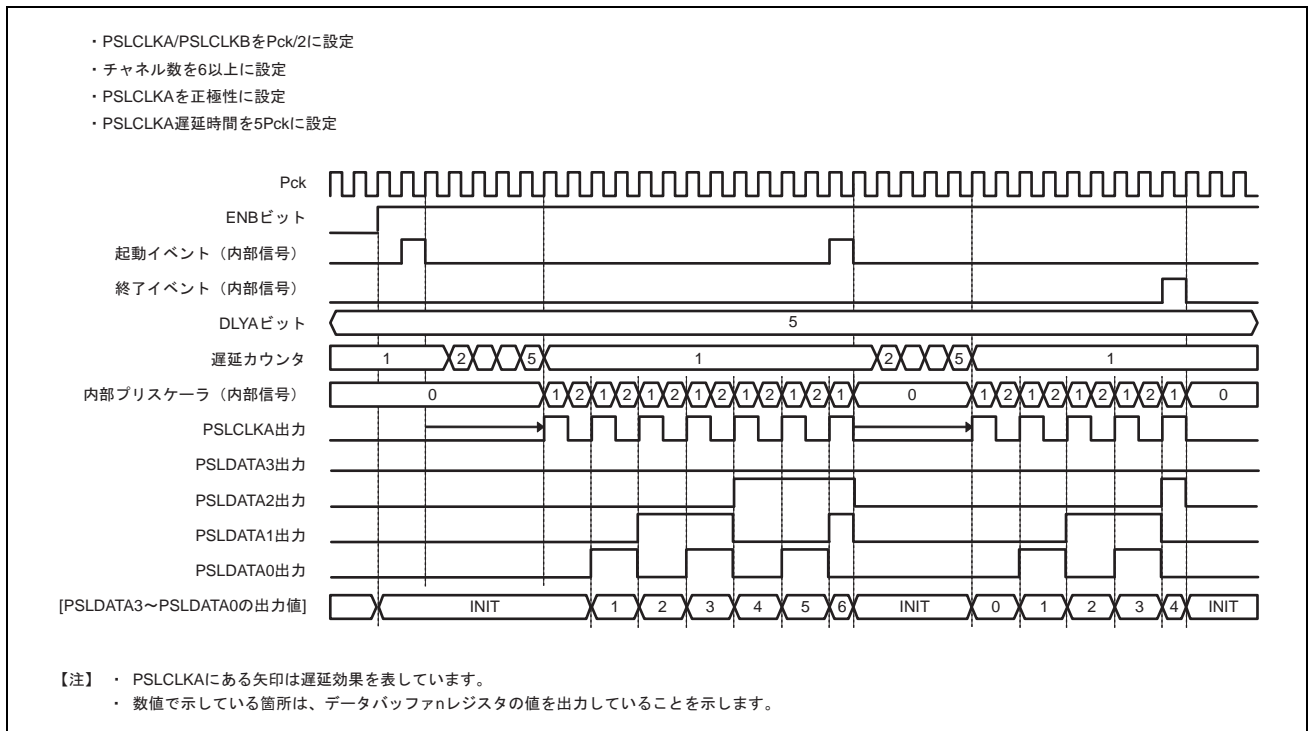 ・PSLCLKA/PSLCLKBをPck/2に設定
・チャネル数を6以上に設定
・PSLCLKAを正極性に設定
・PSLCLKA遅延時間を5Pckに設定
Pck
ENBビット
起動イベント（内部信号）
終了イベント（内部信号）
DLYAビット 5
遅延カウンタ 1 2 5 1 2 5 1
内部プリスケーラ（内部信号） 0 1 2 1 2 1 2 1 2 1 2 1 2 1 0 1 2 1 2 1 2 1 2 1 0
PSLCLKA出力
PSLDATA3出力
PSLDATA2出力
PSLDATA1出力
PSLDATA0出力
[PSLDATA3～PSLDATA0の出力値] INIT 1 2 3 4 5 6 INIT 0 1 2 3 4 INIT
【注】 ・ PSLCLKAにある矢印は遅延効果を表しています。
・ 数値で示している箇所は、データバッファnレジスタの値を出力していることを示します。